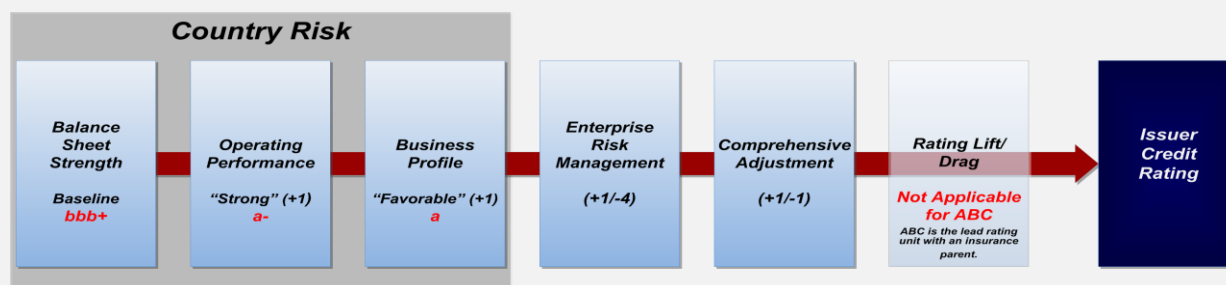 Country Risk
Balance
Sheet
Strength
Baseline
bbb+
Operating
Performance
“Strong” (+1)
a-
Business
Profile
“Favorable” (+1)
a
Enterprise
Risk
Management
(+1/-4)
Comprehensive
Adjustment
(+1/-1)
Rating Lift/
Drag
Not Applicable
for ABC
ABC is the lead rating
unit with an insurance
parent.
Issuer
Credit
Rating